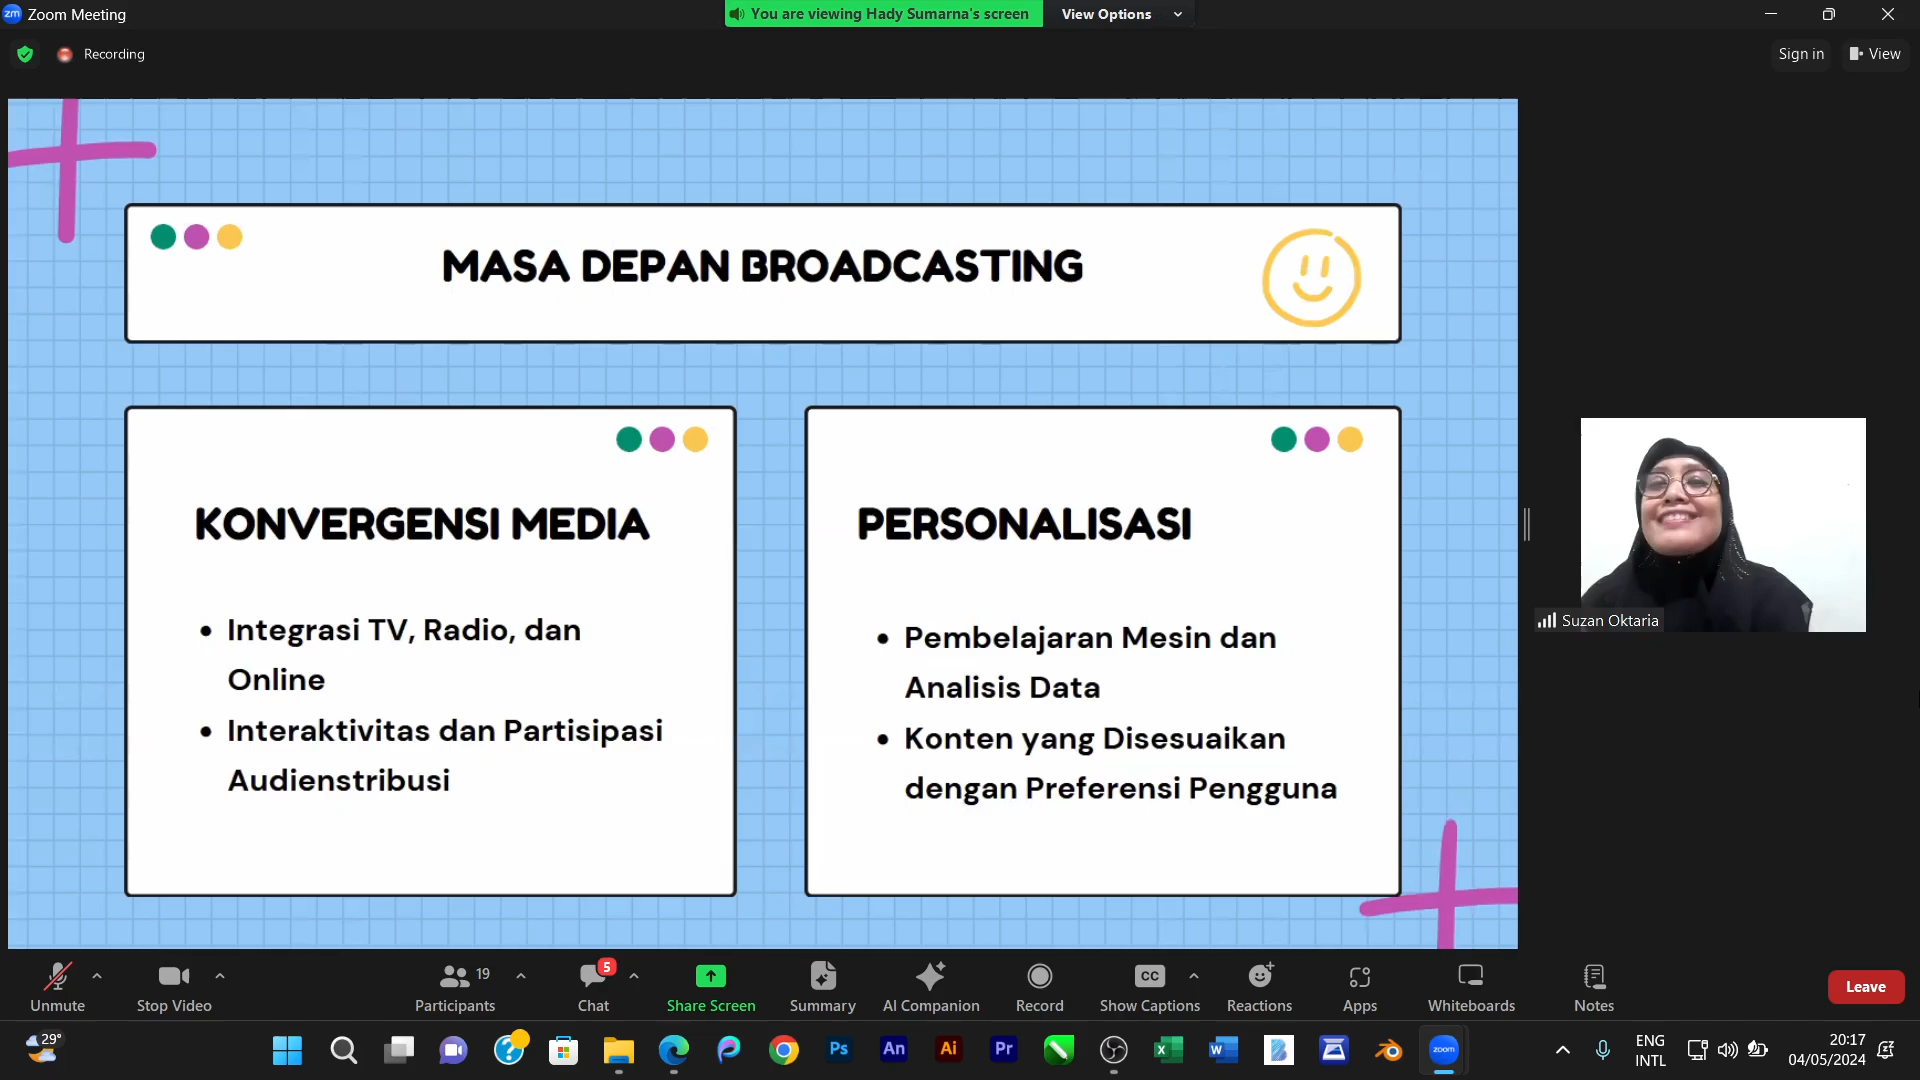 zm Zoom Meeting
You are viewing Hady Sumarna's screen
View Options
Recording
Sign in
View
MASA DEPAN BROADCASTING
KONVERGENSI MEDIA
• Integrasi TV, Radio, dan
Online
• Interaktivitas dan Partisipasi
Audienstribusi
PERSONALISASI
• Pembelajaran Mesin dan
Analisis Data
• Konten yang Disesuaikan
dengan Preferensi Pengguna
Suzan Oktaria
Unmute
Stop Video
19
Participants
5
Chat
Share Screen
Summary
AI Companion
Record
CC
Show Captions
Reactions
Apps
Whiteboards
Notes
Leave
29°
Ps
An
Ai
Pr
zoom
ENG
INTL
20:17
04/05/2024